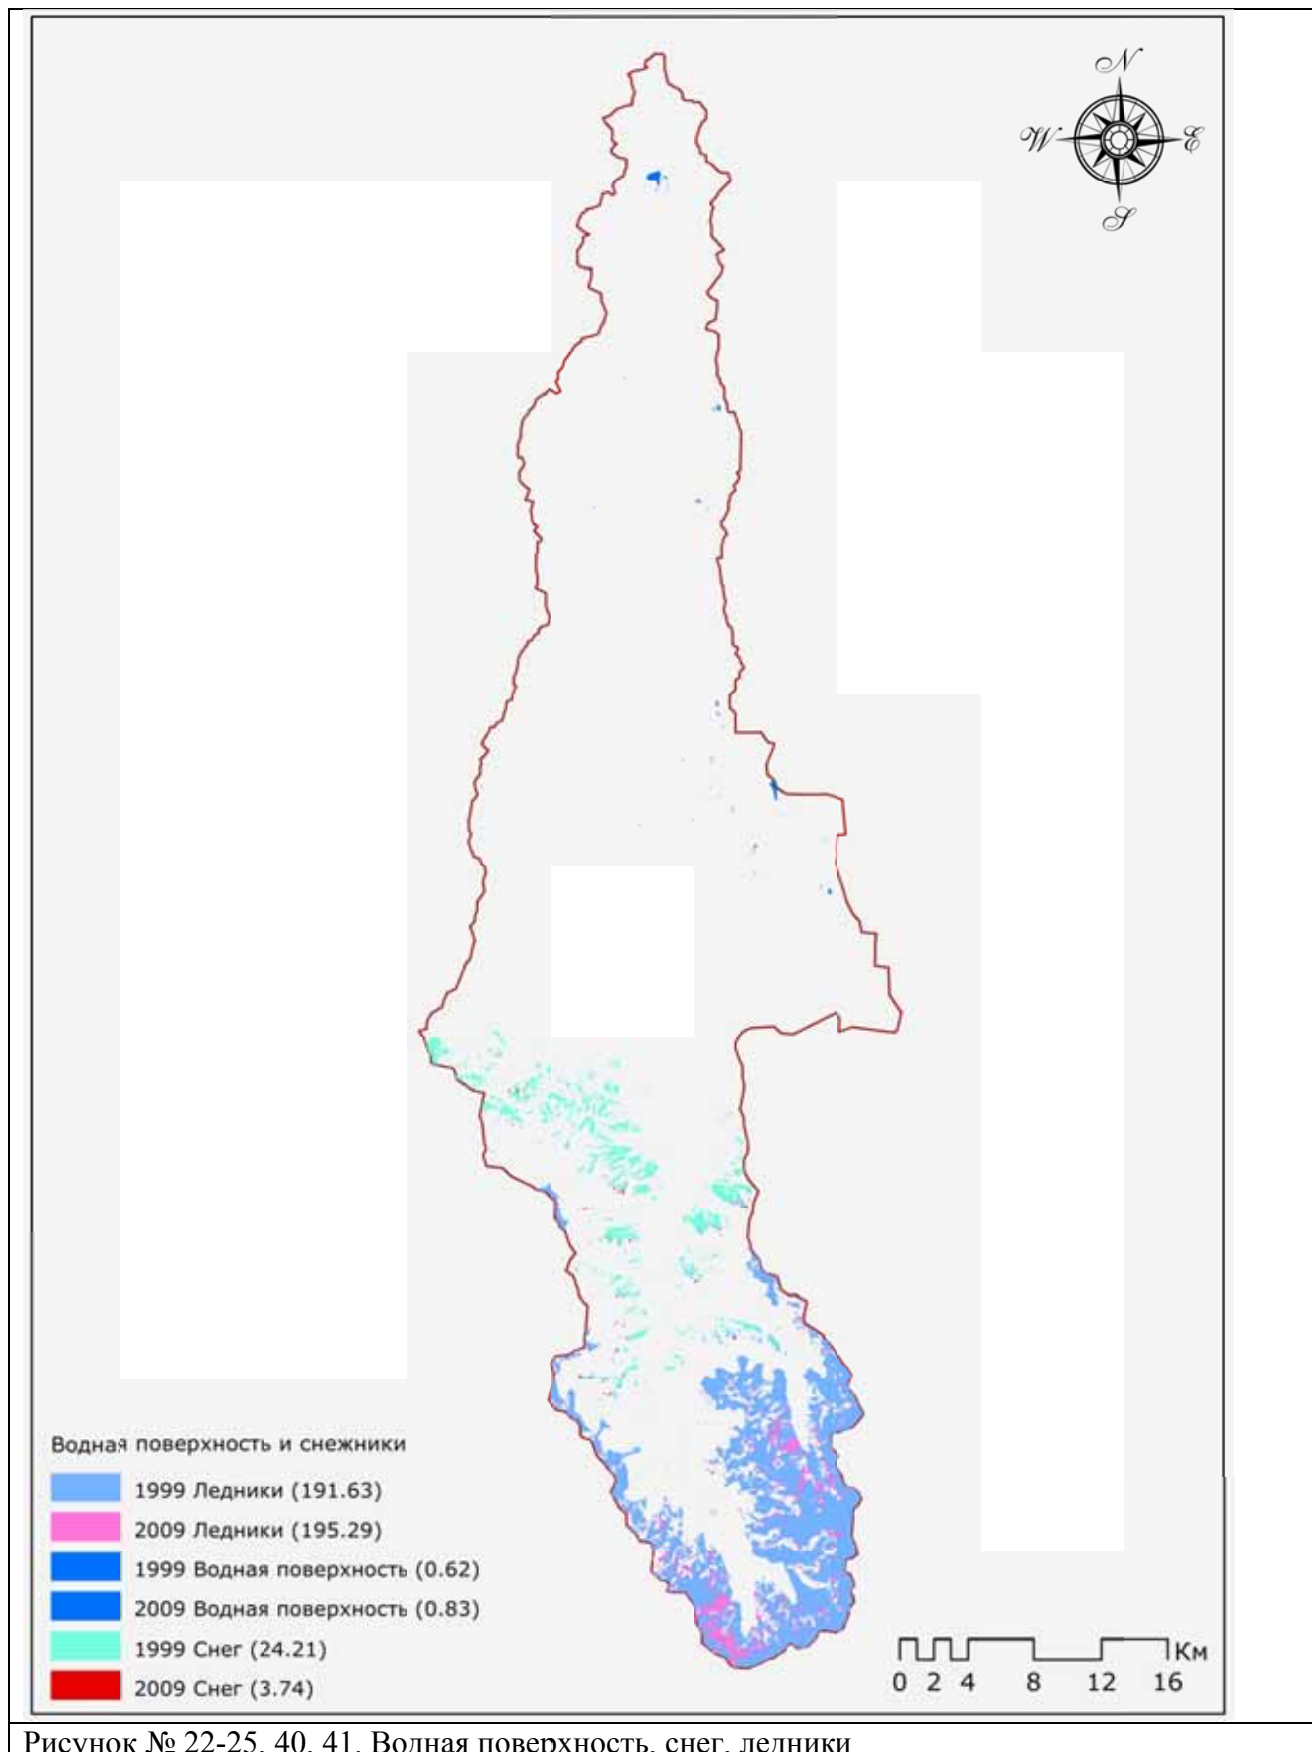 N
W E
S
Водная поверхность и снежники
1999 Ледники (191.63)
2009 Ледники (195.29)
1999 Водная поверхность (0.62)
2009 Водная поверхность (0.83)
1999 Снег (24.21)
2009 Снег (3.74)
Км
0 2 4 8 12 16
Рисунок № 22-25, 40, 41. Водная поверхность, снег, ледники